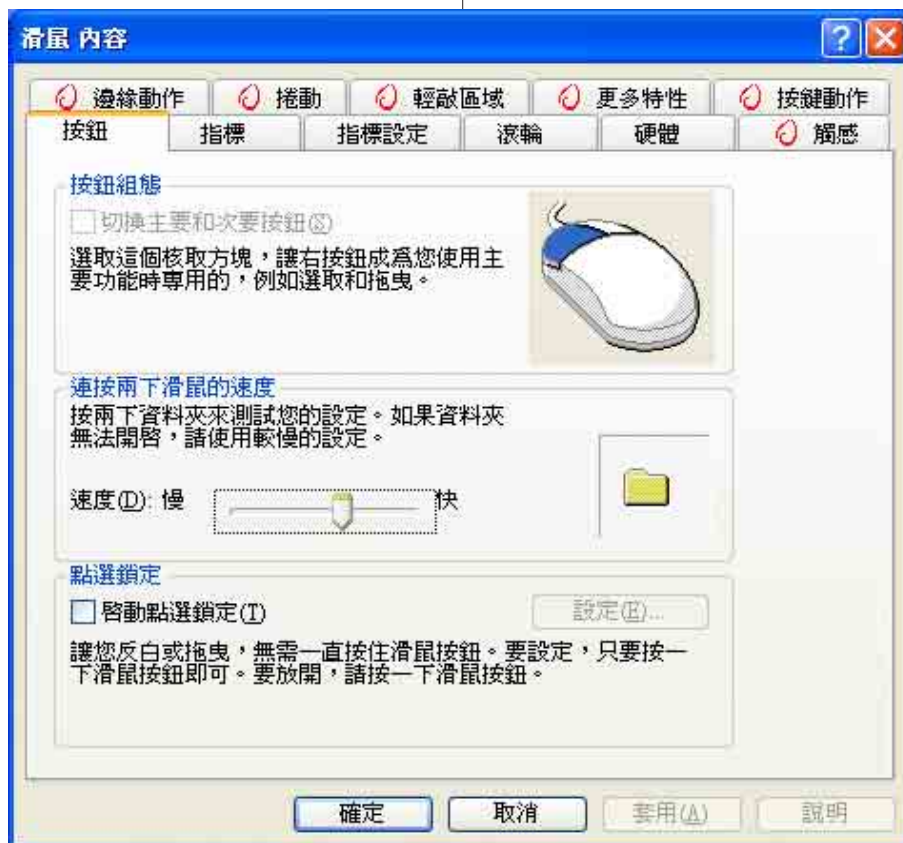 滑鼠 內容
邊緣動作 捲動 輕敲區域 更多特性 按鍵動作
按鈕 指標 指標設定 滾輪 硬體 觸感
按鈕組態
切換主要和次要按鈕(S)
選取這個核取方塊，讓右按鈕成為您使用主
要功能時專用的，例如選取和拖曳。
連按兩下滑鼠的速度
按兩下資料夾來測試您的設定。如果資料夾
無法開啓，請使用較慢的設定。
速度(D): 慢 快
點選鎖定
啓動點選鎖定(T) 設定(E)...
讓您反白或拖曳，無需一直按住滑鼠按鈕。要設定，只要按一
下滑鼠按鈕即可。要放開，請按一下滑鼠按鈕。
確定 取消 套用(A) 說明